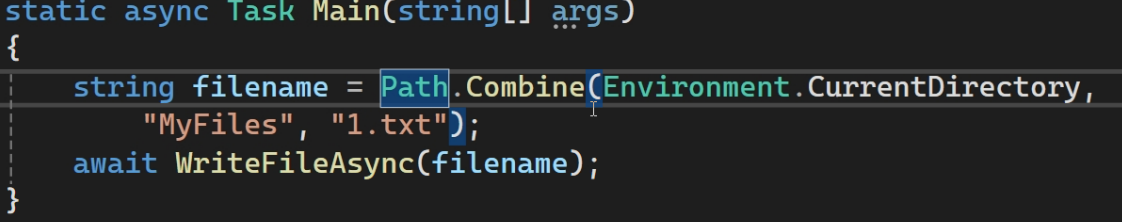 static async Task Main(string[] args)
{
string filename = Path.Combine(Environment.CurrentDirectory,
"MyFiles", "1.txt");
await WriteFileAsync(filename);
}